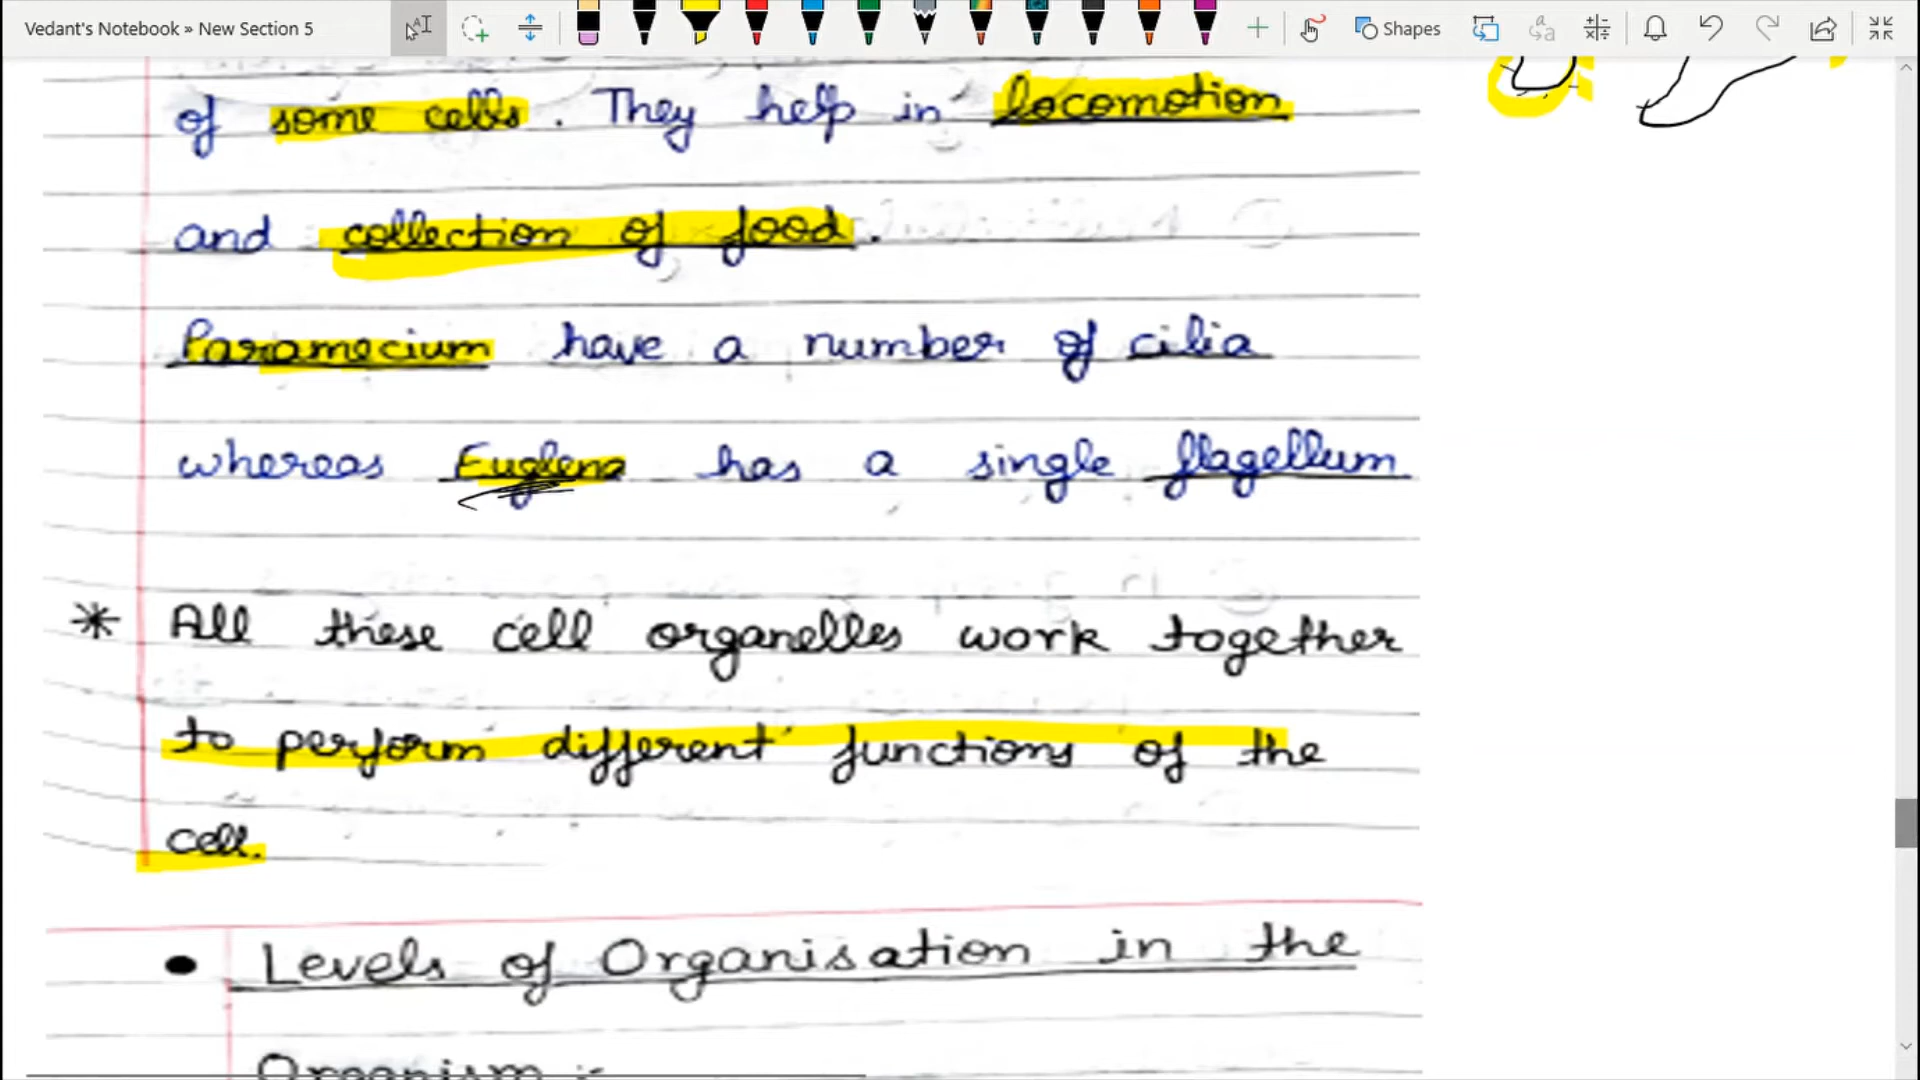 Vedant's Notebook » New Section 5
Shapes
of some cells. They help in locomotion
and collection of food.
Paramecium have a number of cilia
whereas Euglena has a single flagellum
* All these cell organelles work together
to perform different functions of the
cell.
• Levels of Organisation in the
Organism :-